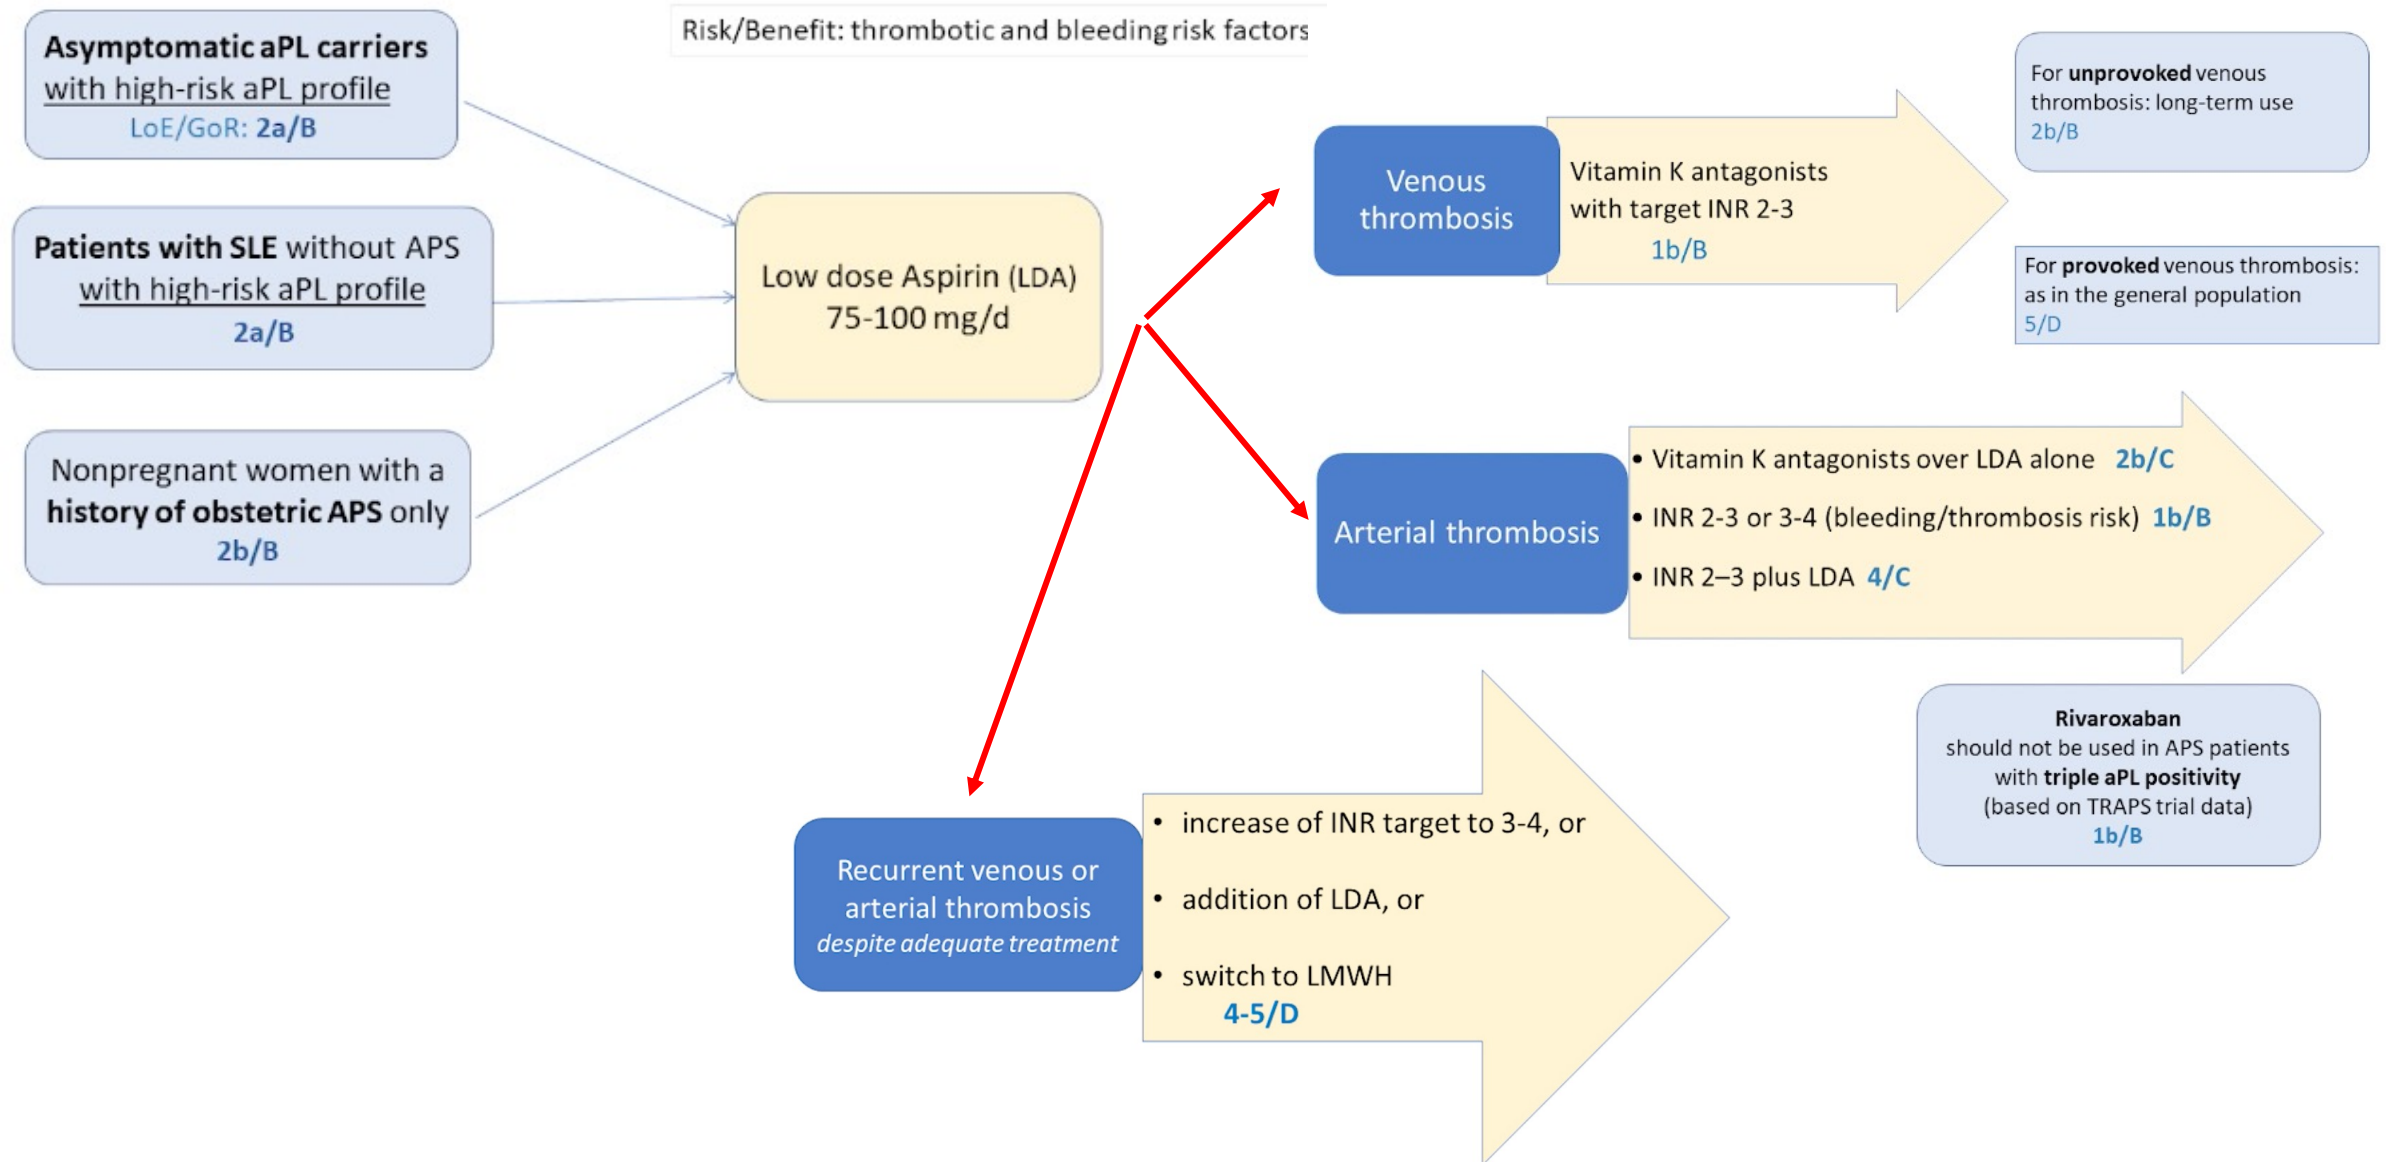 Risk/Benefit: thrombotic and bleeding risk factors
Asymptomatic aPL carriers
with high-risk aPL profile
LoE/GoR: 2a/B
Patients with SLE without APS
with high-risk aPL profile
2a/B
Nonpregnant women with a
history of obstetric APS only
2b/B
Low dose Aspirin (LDA)
75-100 mg/d
Venous
thrombosis
Vitamin K antagonists
with target INR 2-3
1b/B
For unprovoked venous
thrombosis: long-term use
2b/B
For provoked venous thrombosis:
as in the general population
5/D
Arterial thrombosis
• Vitamin K antagonists over LDA alone 2b/C
• INR 2-3 or 3-4 (bleeding/thrombosis risk) 1b/B
• INR 2–3 plus LDA 4/C
Rivaroxaban
should not be used in APS patients
with triple aPL positivity
(based on TRAPS trial data)
1b/B
Recurrent venous or
arterial thrombosis
despite adequate treatment
• increase of INR target to 3-4, or
• addition of LDA, or
• switch to LMWH
4-5/D